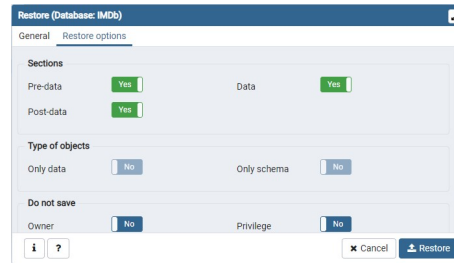 Restore (Database: IMDb)
General Restore options
Sections
Pre-data Yes Data Yes
Post-data Yes
Type of objects
Only data No Only schema No
Do not save
Owner No Privilege No
i ? Cancel Restore